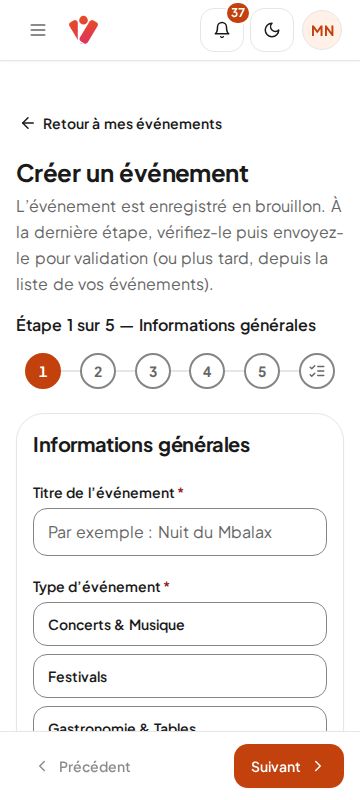 37
MN
Retour à mes événements
Créer un événement
L’événement est enregistré en brouillon. À
la dernière étape, vérifiez-le puis envoyez-
le pour validation (ou plus tard, depuis la
liste de vos événements).
Étape 1 sur 5 — Informations générales
1 2 3 4 5
Informations générales
Titre de l’événement *
Par exemple : Nuit du Mbalax
Type d’événement *
Concerts & Musique
Festivals
Gastronomie & Tables
Précédent Suivant